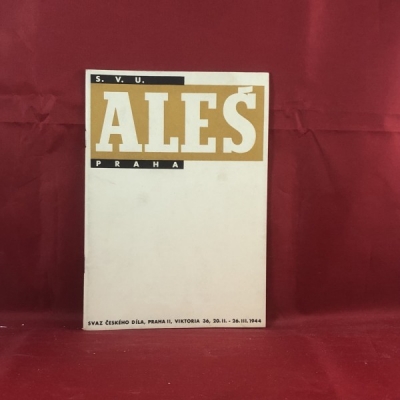 S. V. U.
ALEŠ
PRAHA
SVAZ ČESKÉHO DÍLA, PRAHA II, VIKTORIA 36, 20. II. - 26. III. 1944